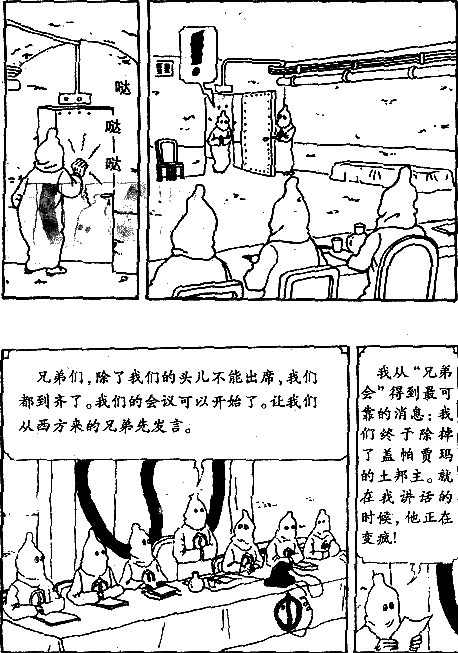 哒
哒
哒
!
兄弟们,除了我们的头儿不能出席,我们
都到齐了。我们的会议可以开始了。让我们
从西方来的兄弟先发言。
我从“兄弟
会”得到最可
靠的消息:我
们终于除掉
了盖帕贾玛
的土邦主。就
在我讲话的
时候,他正在
变疯!